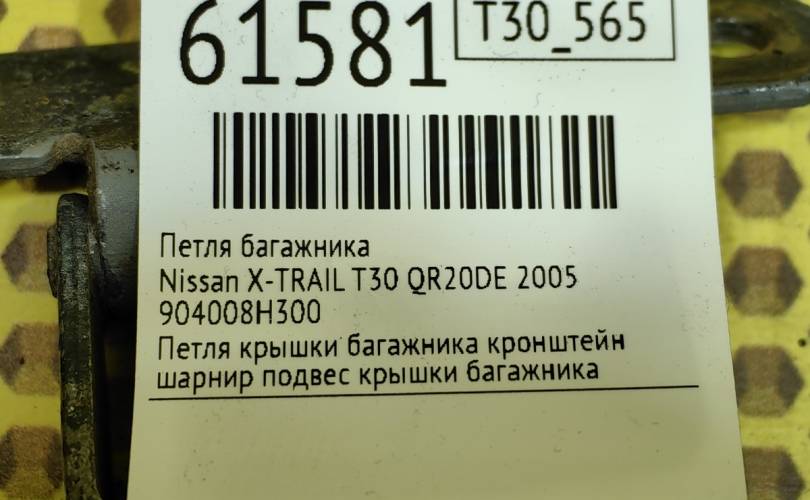 61581
T30_565
Петля багажника
Nissan X-TRAIL T30 QR20DE 2005
904008H300
Петля крышки багажника кронштейн
шарнир подвес крышки багажника